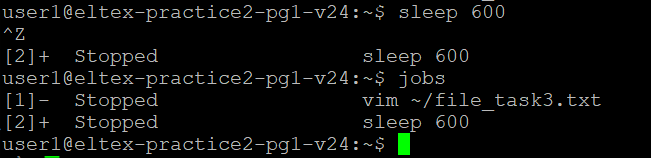 user1@eltex-practice2-pg1-v24:~$ sleep 600
^Z
[2]+  Stopped                 sleep 600
user1@eltex-practice2-pg1-v24:~$ jobs
[1]-  Stopped                 vim ~/file_task3.txt
[2]+  Stopped                 sleep 600
user1@eltex-practice2-pg1-v24:~$